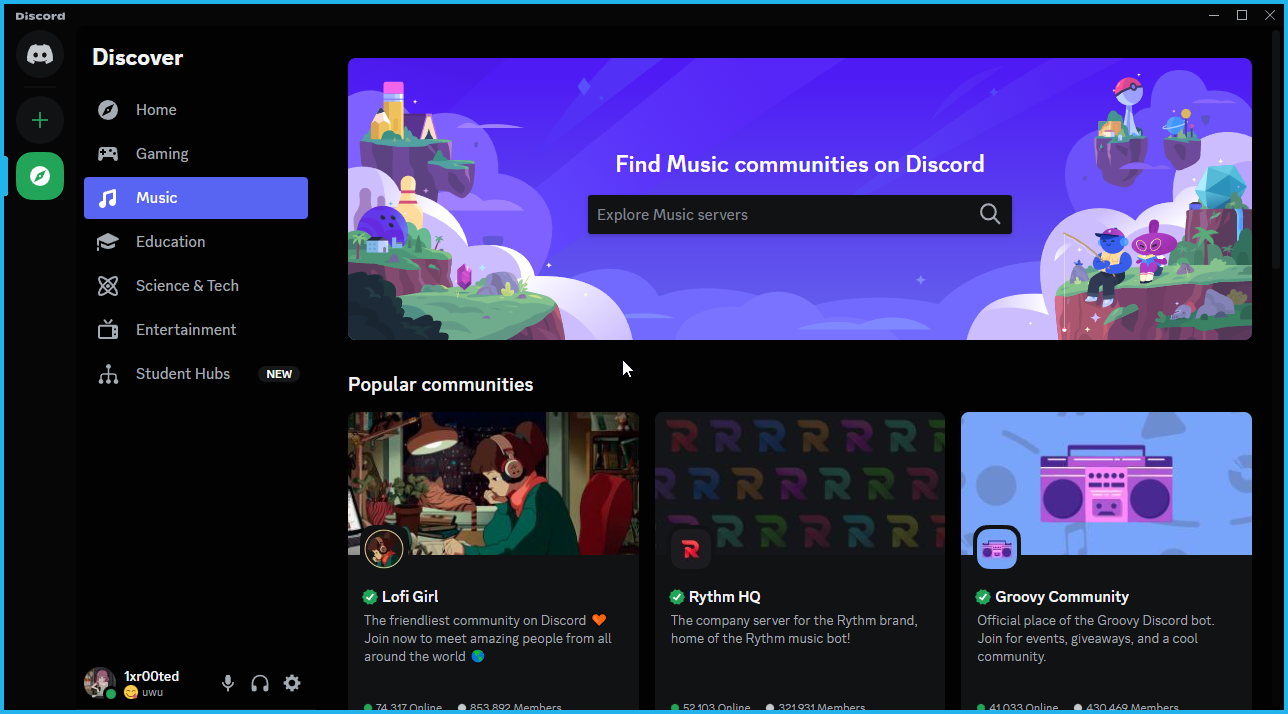 Discord
Discover
Home
Gaming
Music
Education
Science & Tech
Entertainment
Student Hubs NEW
1xr00ted
uwu
Find Music communities on Discord
Explore Music servers
Popular communities
Lofi Girl
The friendliest community on Discord 🧡
Join now to meet amazing people from all
around the world 🌎
74,317 Online 853,892 Members
Rythm HQ
The company server for the Rythm brand,
home of the Rythm music bot!
52,103 Online 321,931 Members
Groovy Community
Official place of the Groovy Discord bot.
Join for events, giveaways, and a cool
community.
41,033 Online 430,469 Members